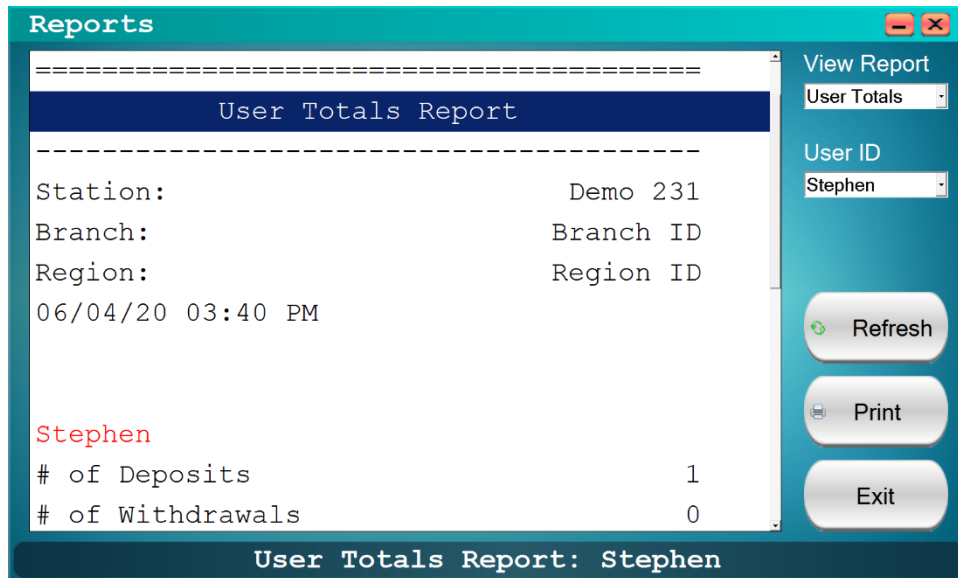 Reports
========================================
User Totals Report
----------------------------------------
Station: Demo 231
Branch: Branch ID
Region: Region ID
06/04/20 03:40 PM
Stephen
# of Deposits 1
# of Withdrawals 0
View Report
User Totals
User ID
Stephen
Refresh
Print
Exit
User Totals Report: Stephen